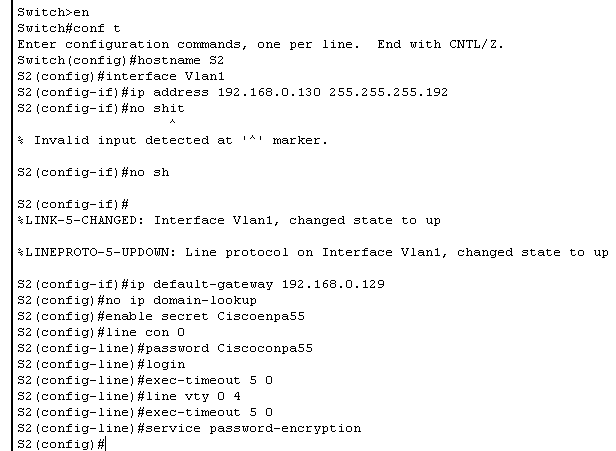 Switch>en
Switch#conf t
Enter configuration commands, one per line.  End with CNTL/Z.
Switch(config)#hostname S2
S2(config)#interface Vlan1
S2(config-if)#ip address 192.168.0.130 255.255.255.192
S2(config-if)#no shit
^
% Invalid input detected at '^' marker.
S2(config-if)#no sh
S2(config-if)#
%LINK-5-CHANGED: Interface Vlan1, changed state to up
%LINEPROTO-5-UPDOWN: Line protocol on Interface Vlan1, changed state to up
S2(config-if)#ip default-gateway 192.168.0.129
S2(config)#no ip domain-lookup
S2(config)#enable secret Ciscoenpa55
S2(config)#line con 0
S2(config-line)#password Ciscoconpa55
S2(config-line)#login
S2(config-line)#exec-timeout 5 0
S2(config-line)#line vty 0 4
S2(config-line)#exec-timeout 5 0
S2(config-line)#service password-encryption
S2(config)#